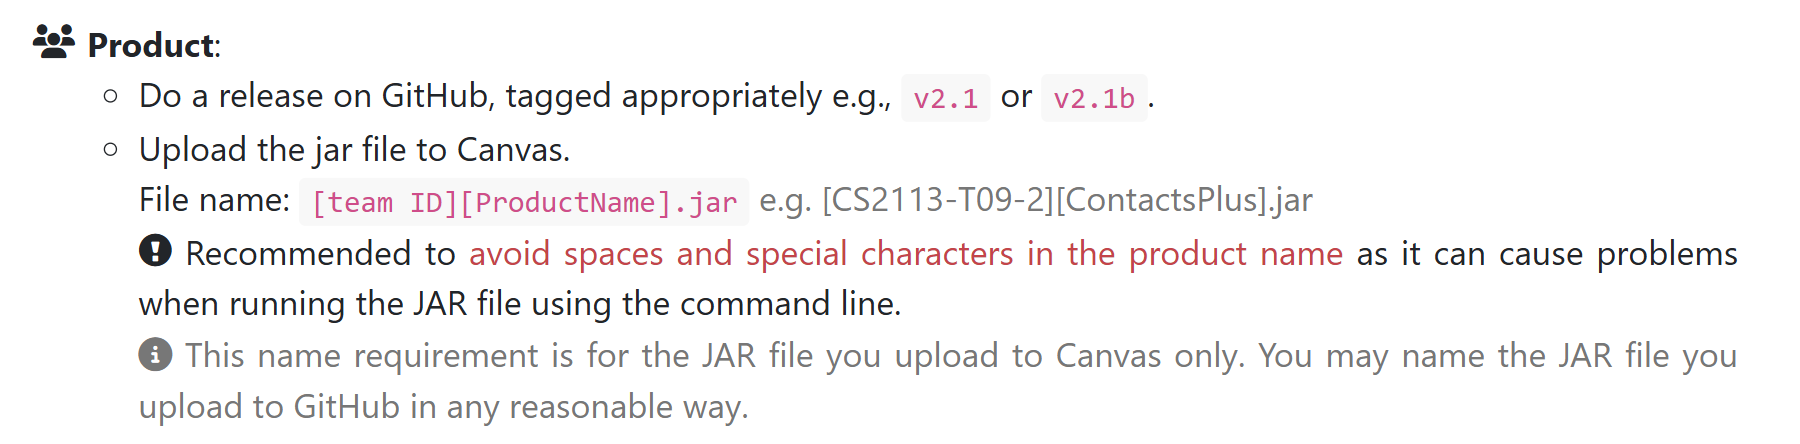 Product:
Do a release on GitHub, tagged appropriately e.g., v2.1 or v2.1b .
Upload the jar file to Canvas.
File name: [team ID][ProductName].jar e.g. [CS2113-T09-2][ContactsPlus].jar
Recommended to avoid spaces and special characters in the product name as it can cause problems
when running the JAR file using the command line.
This name requirement is for the JAR file you upload to Canvas only. You may name the JAR file you
upload to GitHub in any reasonable way.